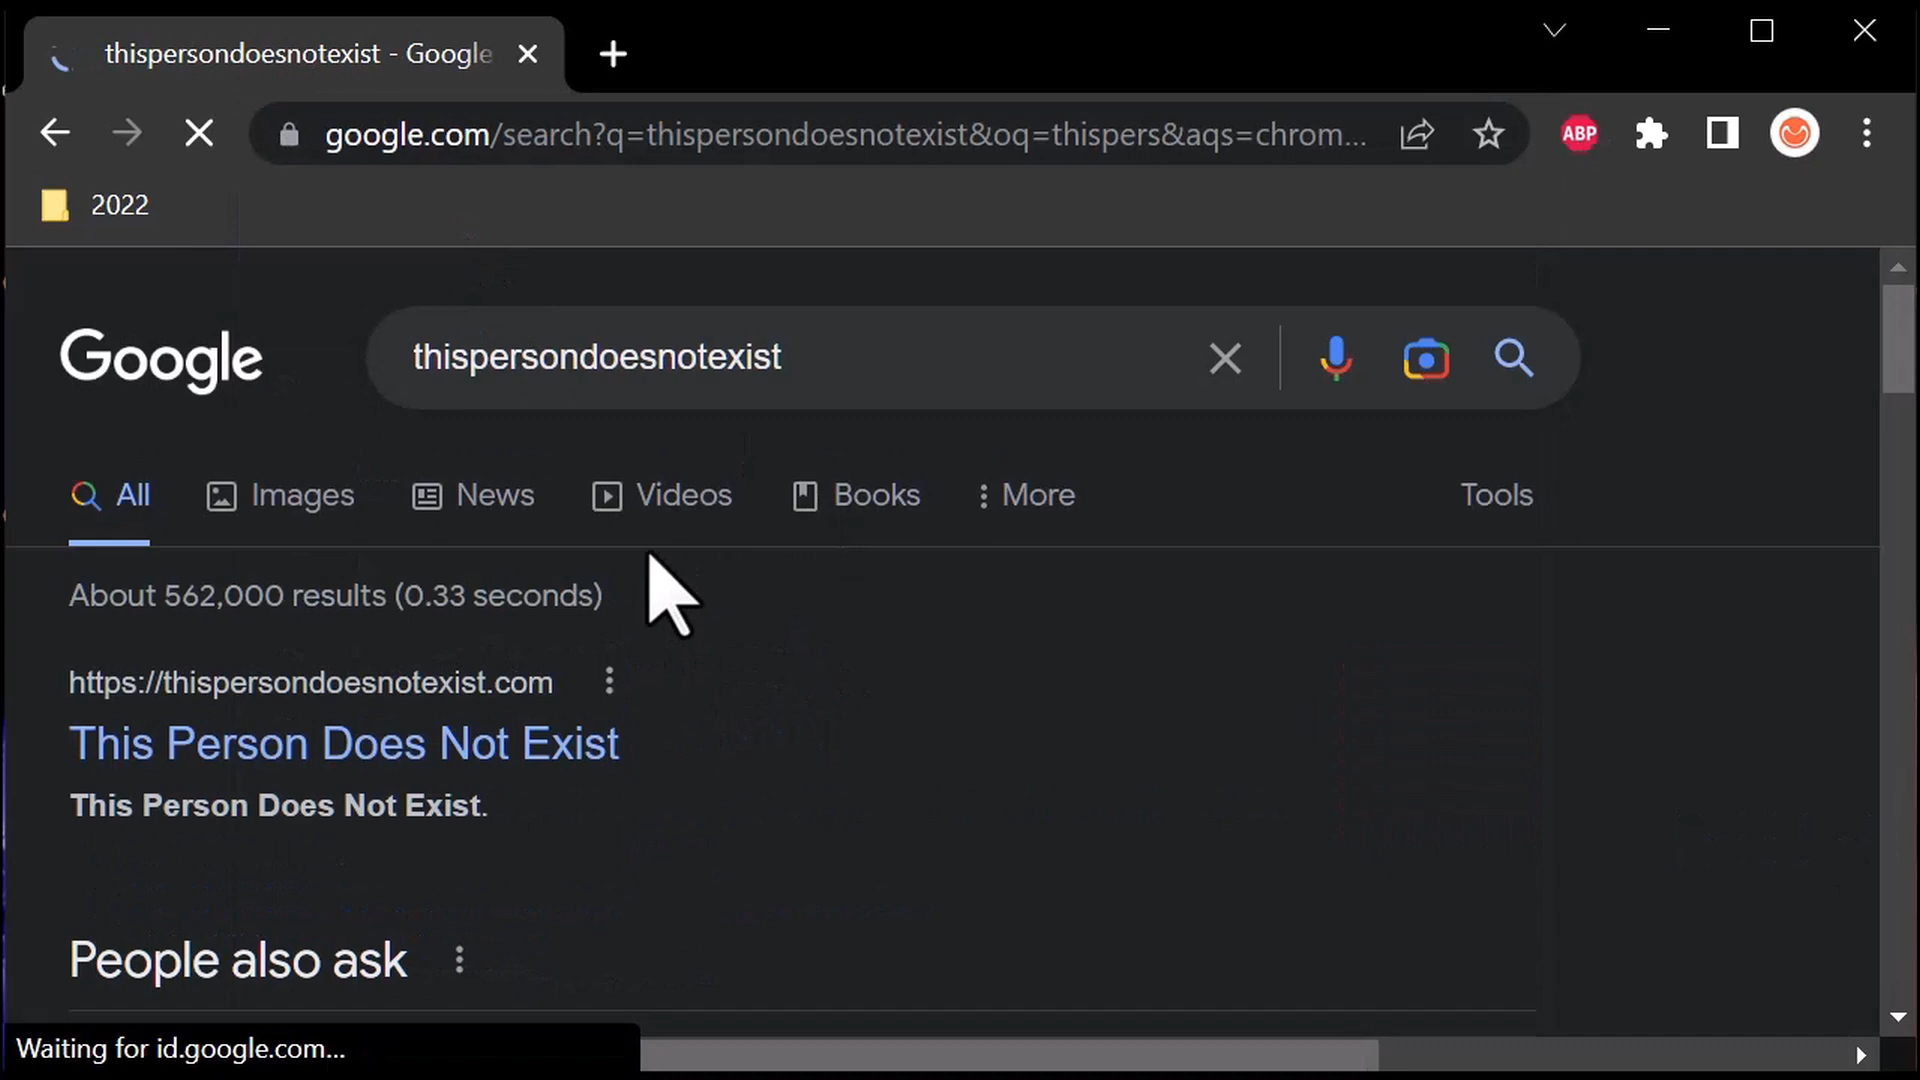 thispersondoesnotexist - Google
google.com/search?q=thispersondoesnotexist&oq=thispers&aqs=chrom...
ABP
2022
Google
thispersondoesnotexist
All
Images
News
Videos
Books
More
Tools
About 562,000 results (0.33 seconds)
https://thispersondoesnotexist.com
This Person Does Not Exist
This Person Does Not Exist.
People also ask
Waiting for id.google.com...